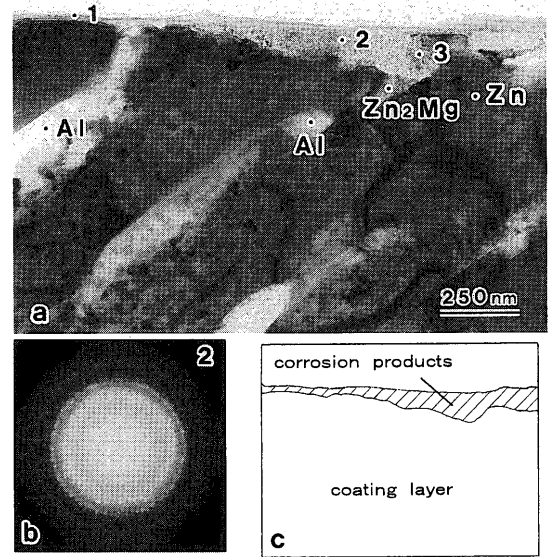 1
2
3
Zn₂Mg
Zn
Al
Al
250nm
a
2
b
corrosion products
coating layer
c